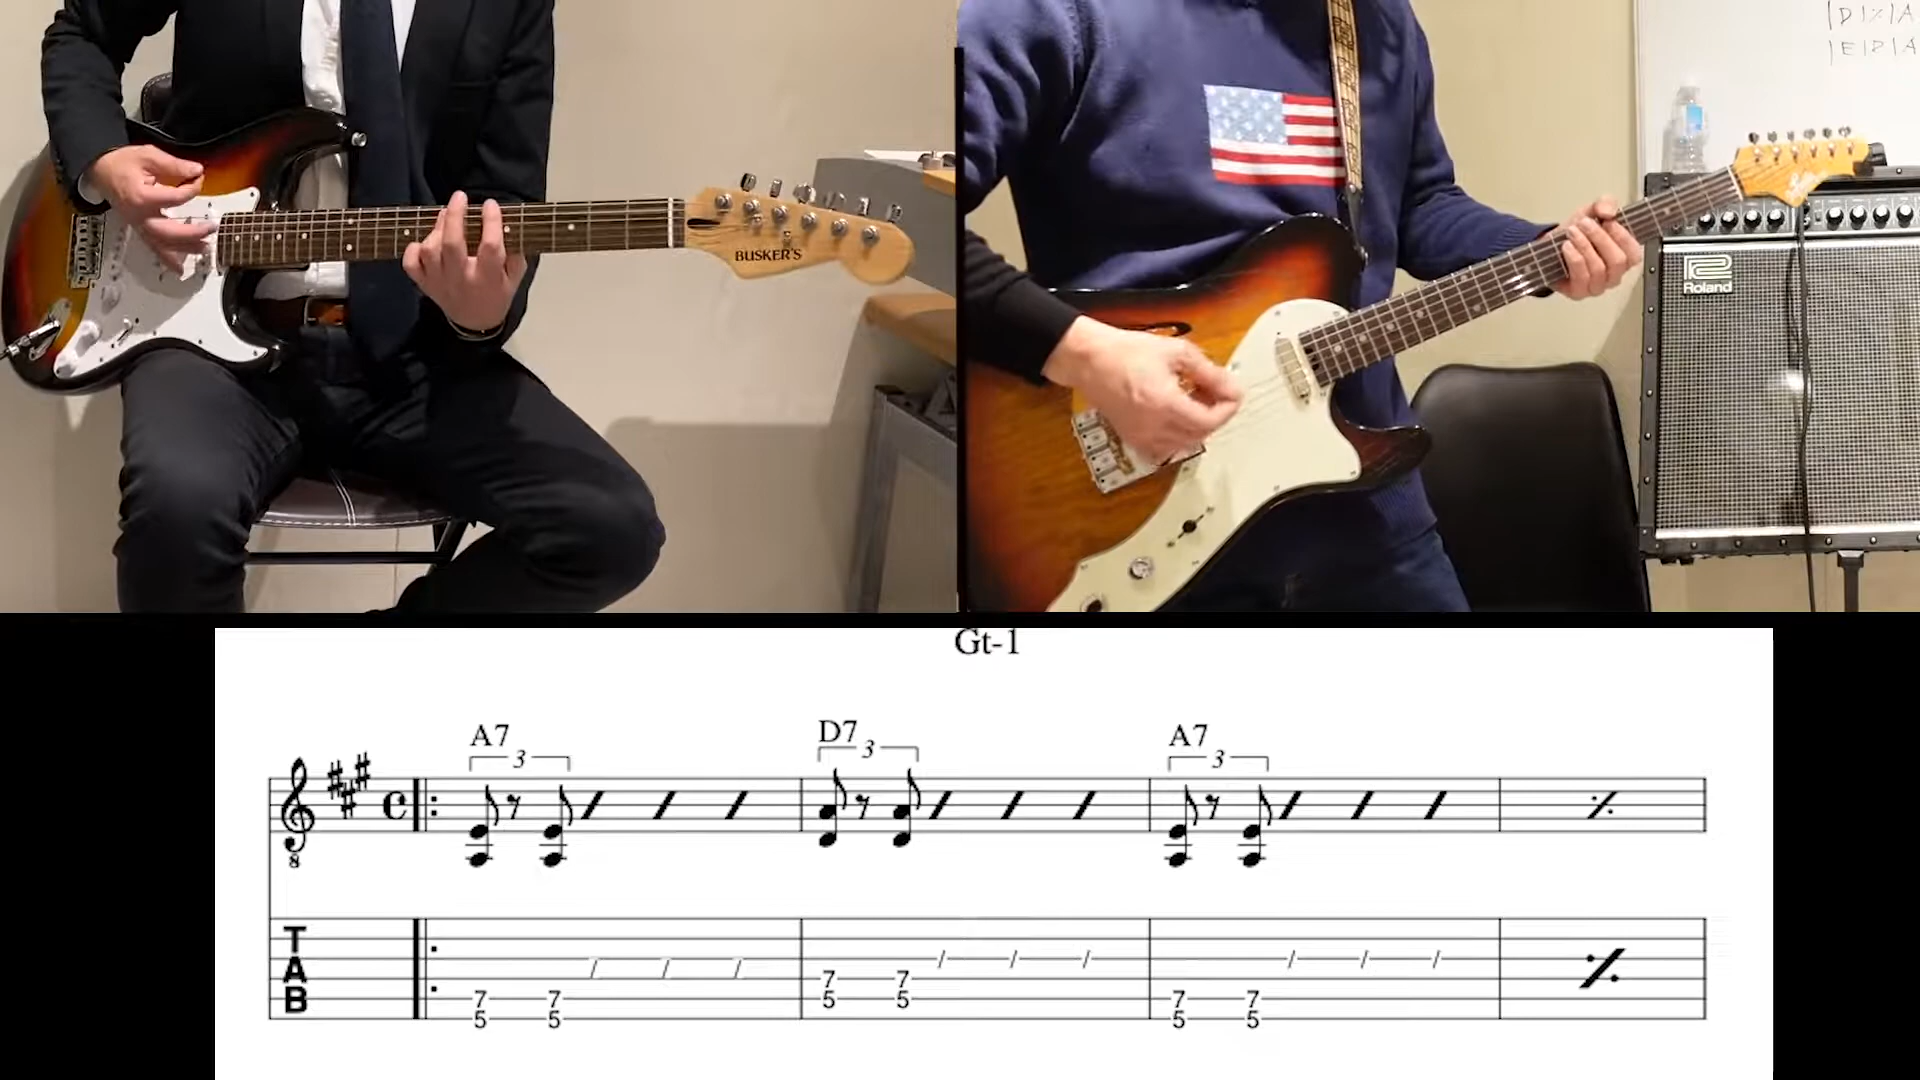 |D|٪|A
|E|D|A
BUSKER'S
Roland
Gt-1
A7 D7 A7
3 3 3
8
T
A
B
7 7 7 7 7 7
5 5 5 5 5 5